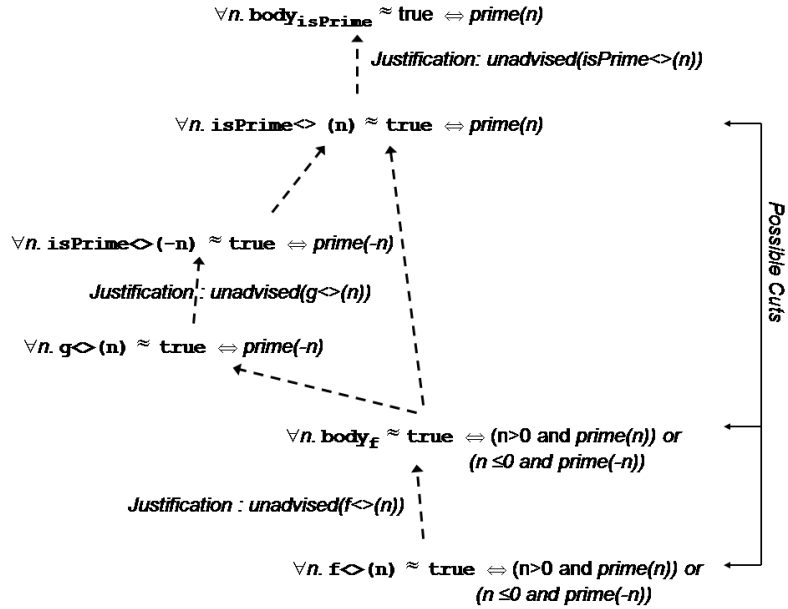 ∀n. body_isPrime ≈ true ⇔ prime(n)
Justification: unadvised(isPrime<>(n))
∀n. isPrime<> (n) ≈ true ⇔ prime(n)
∀n. isPrime<>(-n) ≈ true ⇔ prime(-n)
Justification : unadvised(g<>(n))
∀n. g<>(n) ≈ true ⇔ prime(-n)
∀n. body_f ≈ true ⇔ (n>0 and prime(n)) or
(n ≤0 and prime(-n))
Justification : unadvised(f<>(n))
∀n. f<>(n) ≈ true ⇔ (n>0 and prime(n)) or
(n ≤0 and prime(-n))
Possible Cuts